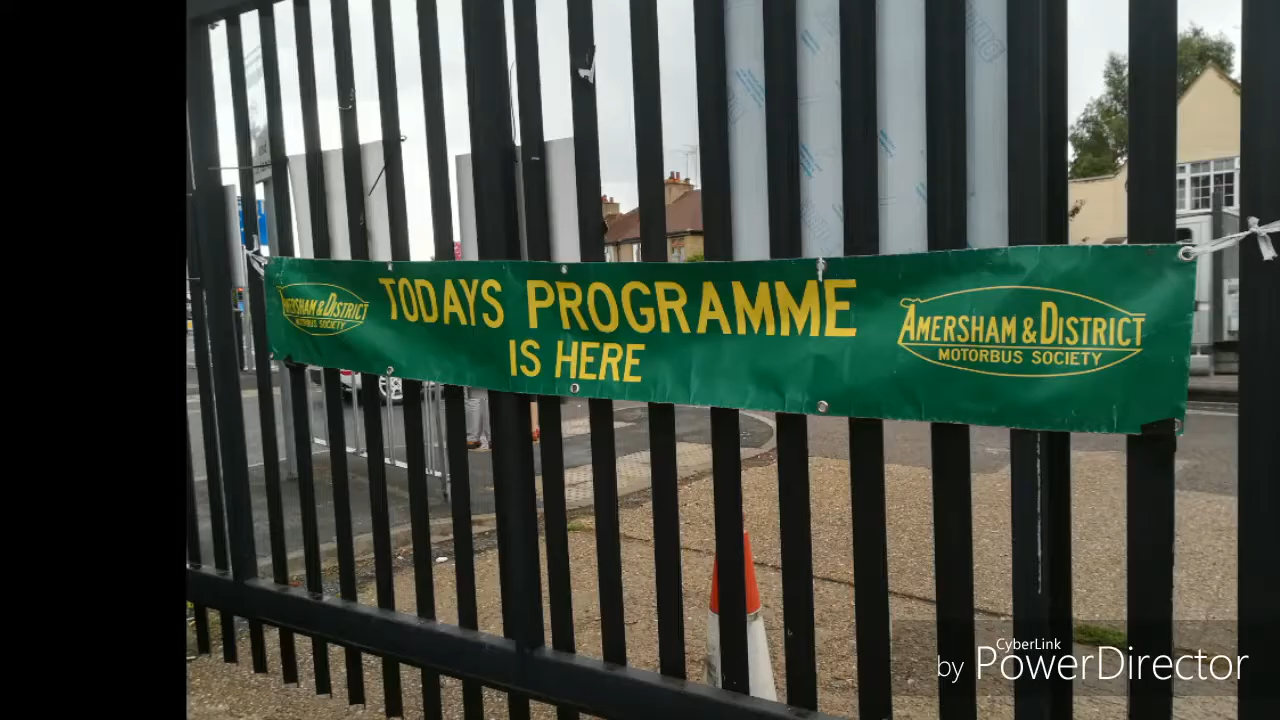 TODAYS PROGRAMME
IS HERE
AMERSHAM & DISTRICT
MOTORBUS SOCIETY
AMERSHAM & DISTRICT
MOTORBUS SOCIETY
CyberLink
by PowerDirector